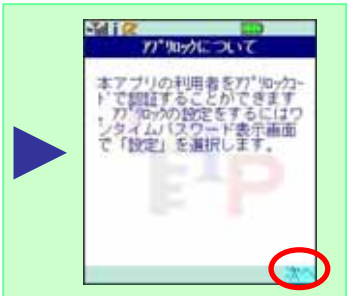 ｱﾌﾟﾘﾛｯｸについて
本アプリの利用者をｱﾌﾟﾘﾛｯｸｺｰ
ﾄﾞで認証することができます
。ｱﾌﾟﾘﾛｯｸの設定をするにはワ
ンタイムパスワード表示画面
で「設定」を選択します。
次へ